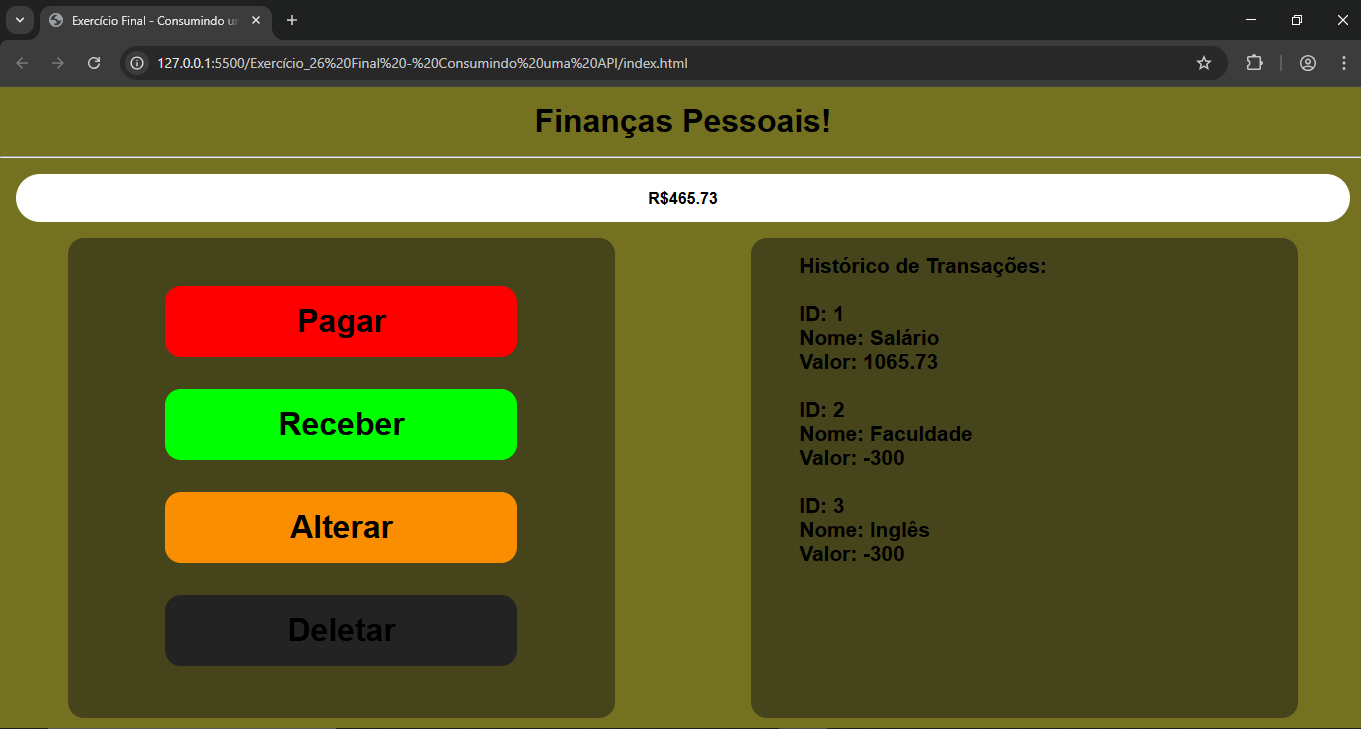 Exercício Final - Consumindo
127.0.0.1:5500/Exercício_26%20Final%20-%20Consumindo%20uma%20API/index.html
Finanças Pessoais!
R$465.73
Pagar
Receber
Alterar
Deletar
Histórico de Transações:
ID: 1
Nome: Salário
Valor: 1065.73
ID: 2
Nome: Faculdade
Valor: -300
ID: 3
Nome: Inglês
Valor: -300